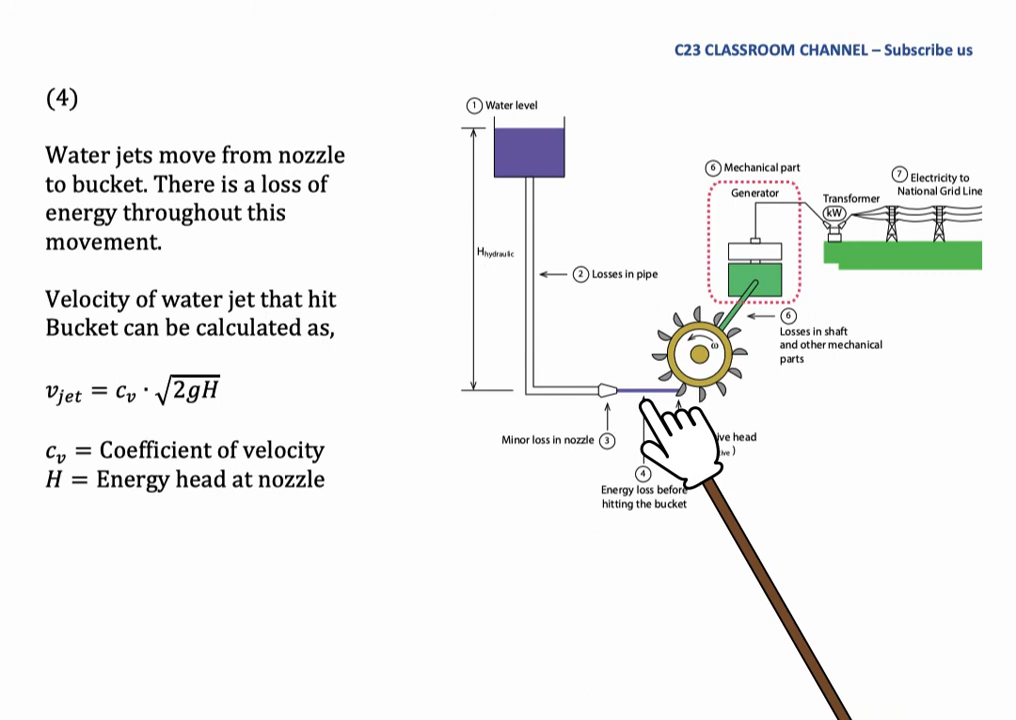 C23 CLASSROOM CHANNEL – Subscribe us
(4)
Water jets move from nozzle
to bucket. There is a loss of
energy throughout this
movement.
Velocity of water jet that hit
Bucket can be calculated as,
v_jet = c_v · √2gH
c_v = Coefficient of velocity
H = Energy head at nozzle
1 Water level
Hhydraulic
2 Losses in pipe
6 Mechanical part
Generator
Transformer
kW
7 Electricity to
National Grid Line
ω
6
Losses in shaft
and other mechanical
parts
Minor loss in nozzle 3
4
Energy loss before
hitting the bucket
head